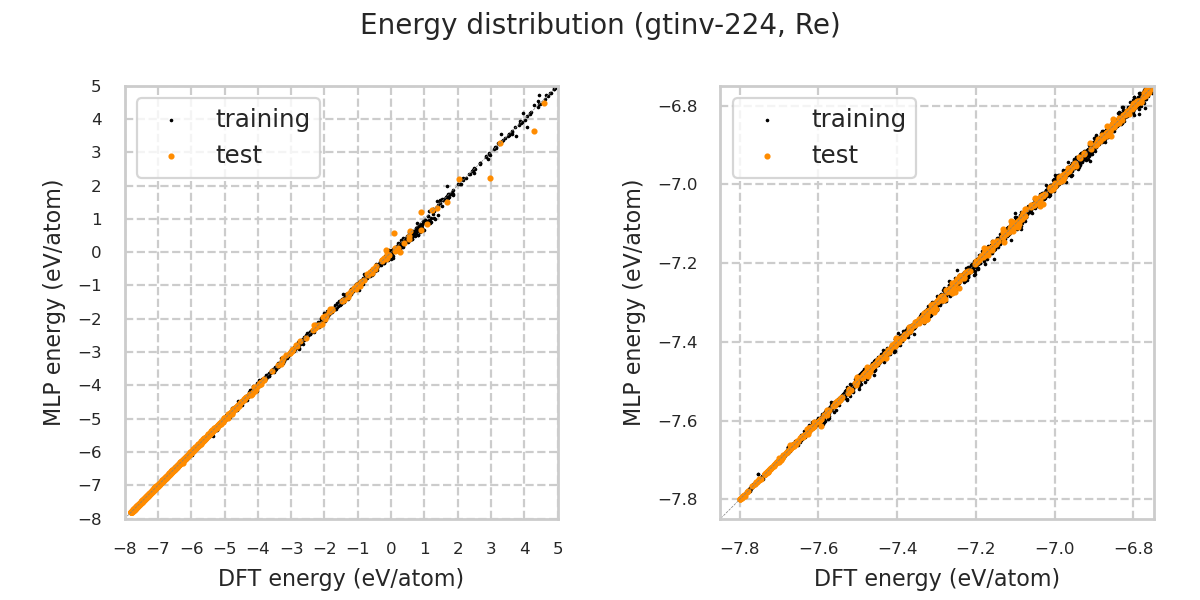 Energy distribution (gtinv-224, Re)
training
test
5
4
3
2
1
0
−1
−2
−3
−4
−5
−6
−7
−8
MLP energy (eV/atom)
−8 −7 −6 −5 −4 −3 −2 −1 0 1 2 3 4 5
DFT energy (eV/atom)
training
test
−6.8
−7.0
−7.2
−7.4
−7.6
−7.8
MLP energy (eV/atom)
−7.8 −7.6 −7.4 −7.2 −7.0 −6.8
DFT energy (eV/atom)